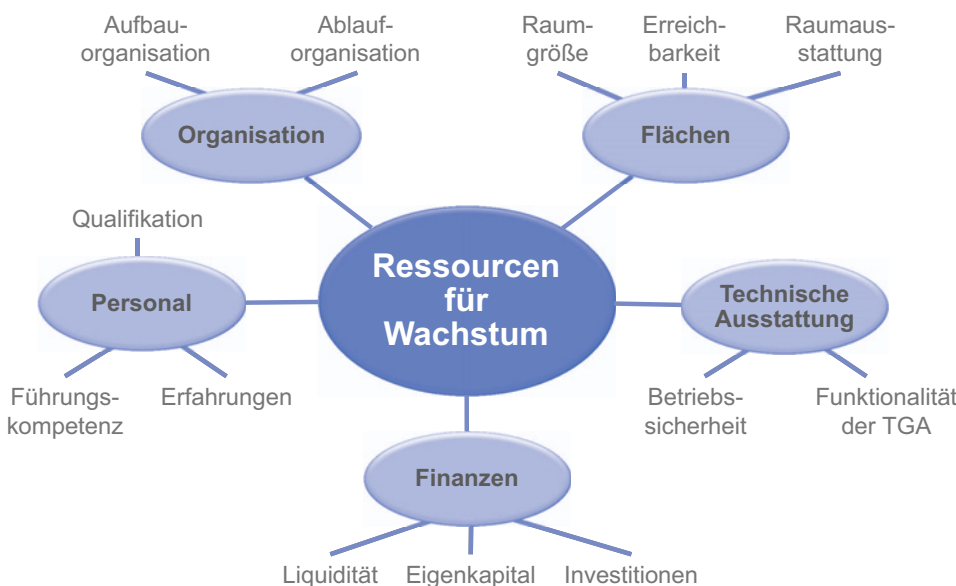 Aufbau-
organisation
Ablauf-
organisation
Raum-
größe
Erreich-
barkeit
Raumaus-
stattung
Organisation
Flächen
Qualifikation
Personal
Ressourcen
für
Wachstum
Technische
Ausstattung
Führungs-
kompetenz
Erfahrungen
Betriebs-
sicherheit
Funktionalität
der TGA
Finanzen
Liquidität
Eigenkapital
Investitionen